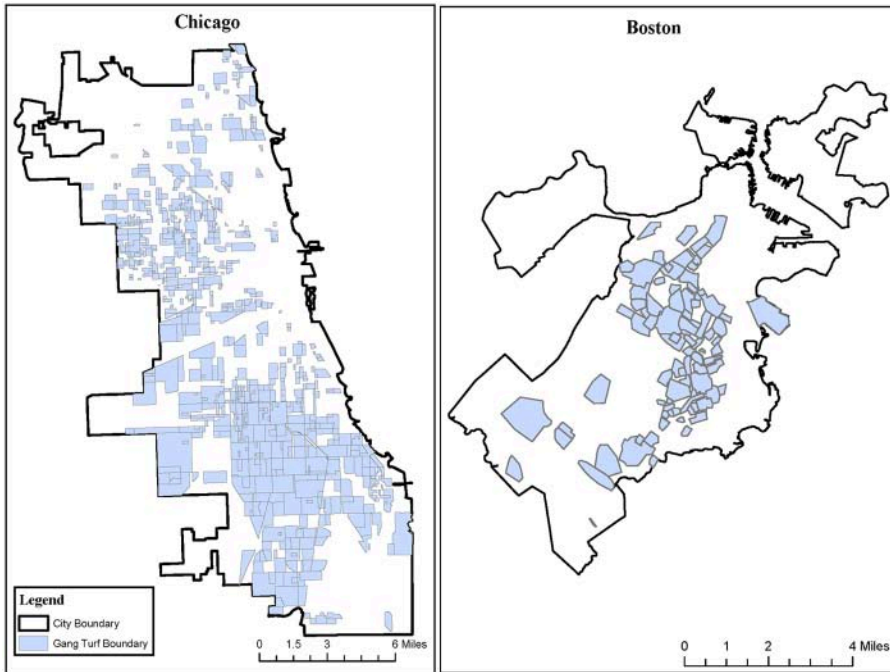 Chicago
Boston
Legend
City Boundary
Gang Turf Boundary
0 1.5 3 6 Miles
0 1 2 4 Miles